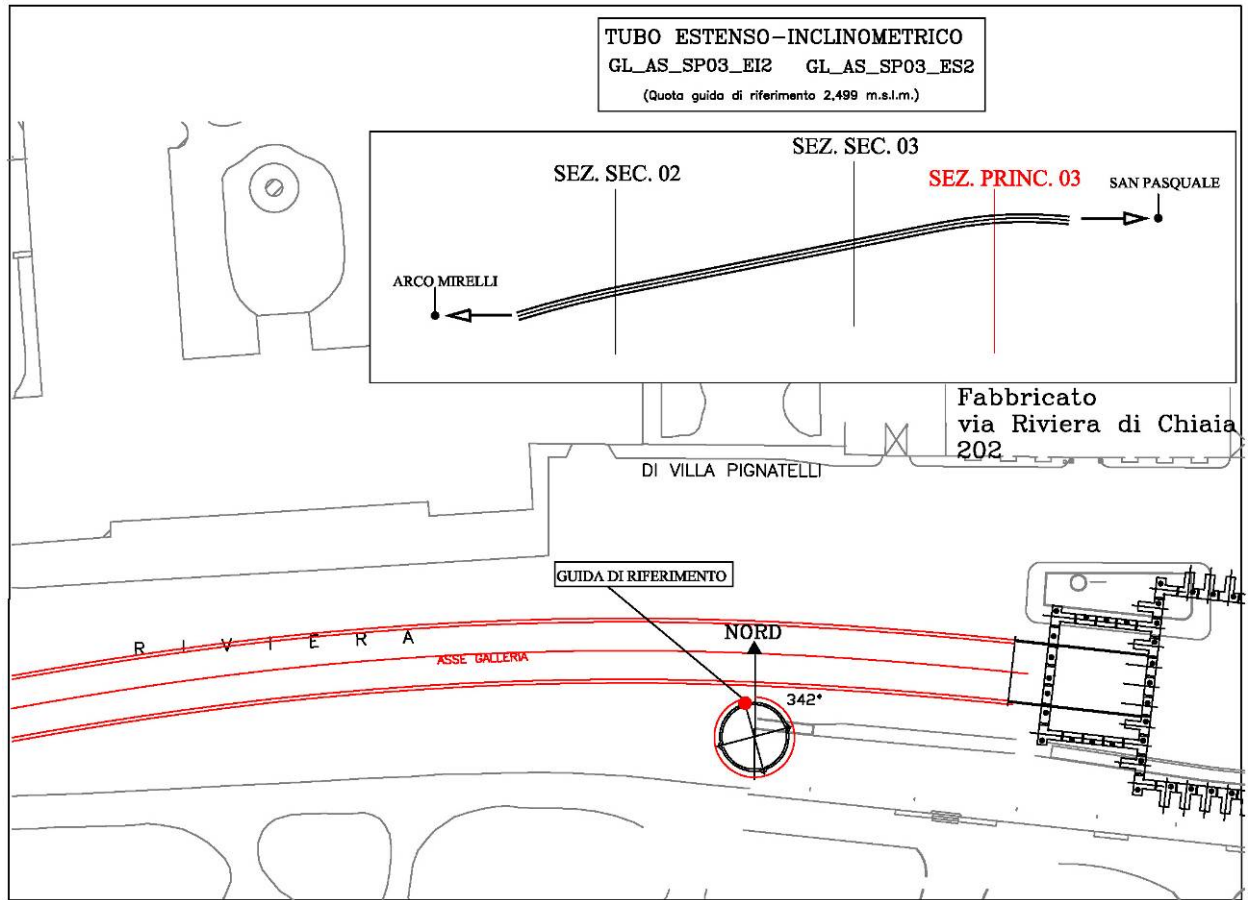 TUBO ESTENSO-INCLINOMETRICO
GL_AS_SP03_EI2 GL_AS_SP03_ES2
(Quota guida di riferimento 2,499 m.s.l.m.)
SEZ. SEC. 02
SEZ. SEC. 03
SEZ. PRINC. 03
SAN PASQUALE
ARCO MIRELLI
Fabbricato
via Riviera di Chiaia
202
DI VILLA PIGNATELLI
GUIDA DI RIFERIMENTO
RIVIERA
NORD
ASSE GALLERIA
342°